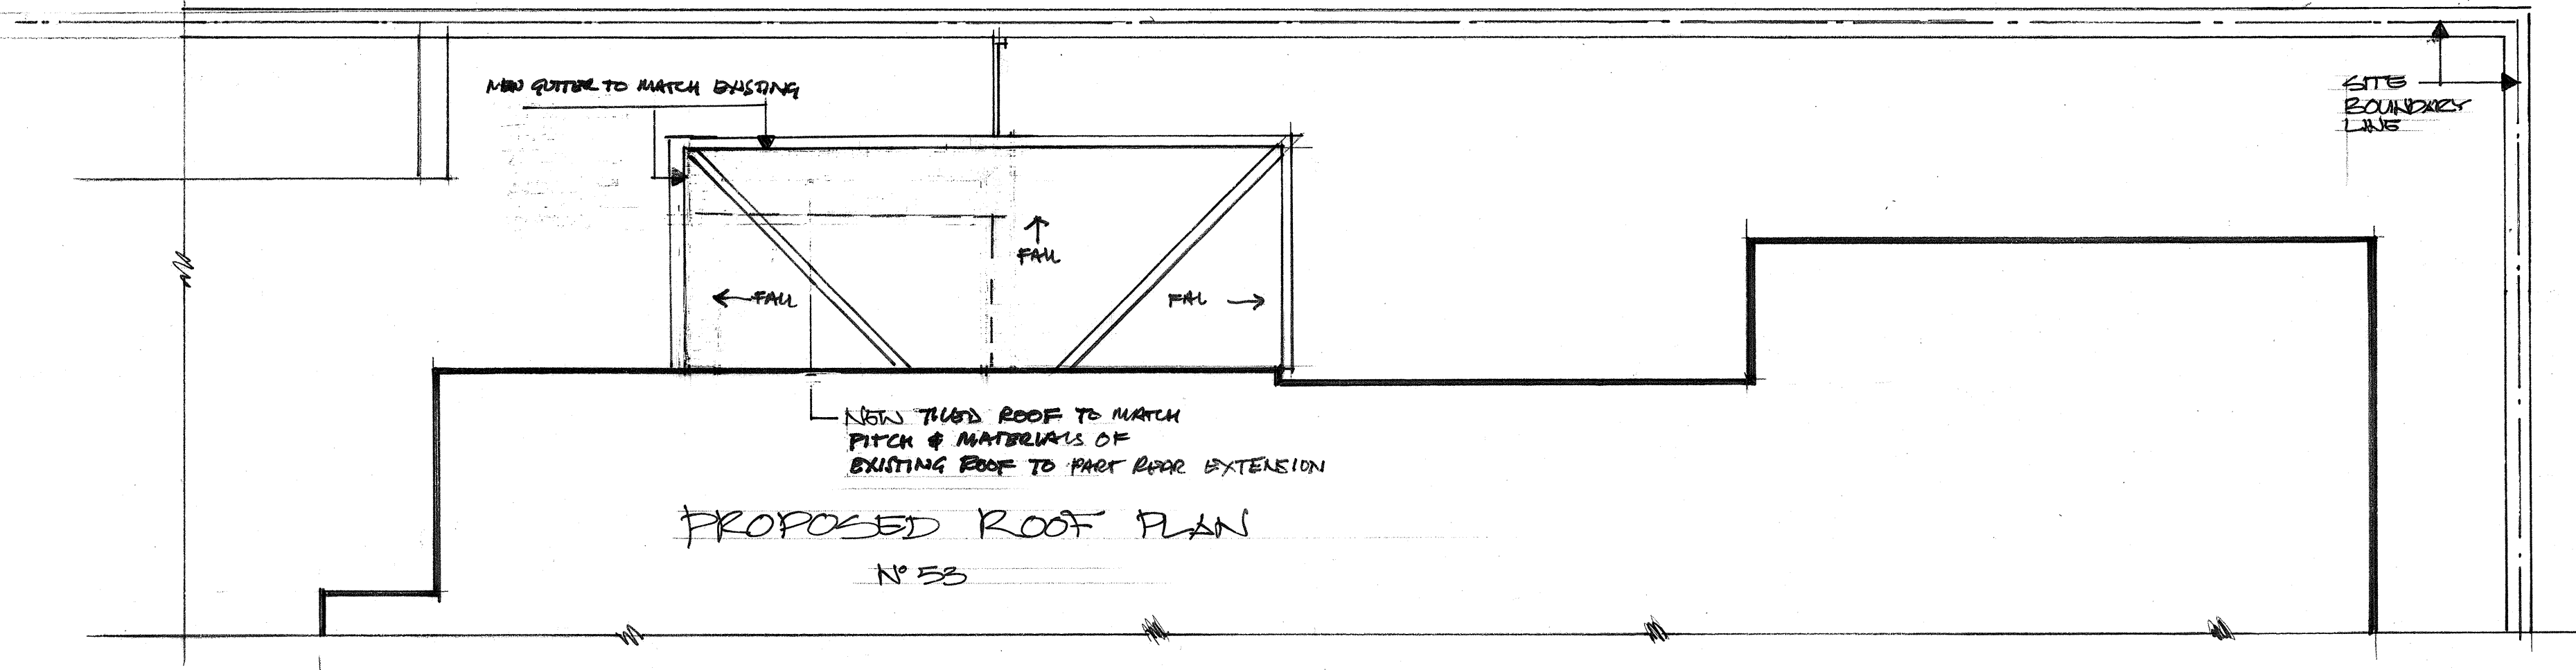 NEW GUTTER TO MATCH EXISTING
SITE
BOUNDARY
LINE
FALL
FALL
FAL
NEW TILED ROOF TO MATCH
PITCH & MATERIALS OF
EXISTING ROOF TO PART REAR EXTENSION
PROPOSED ROOF PLAN
N° 53